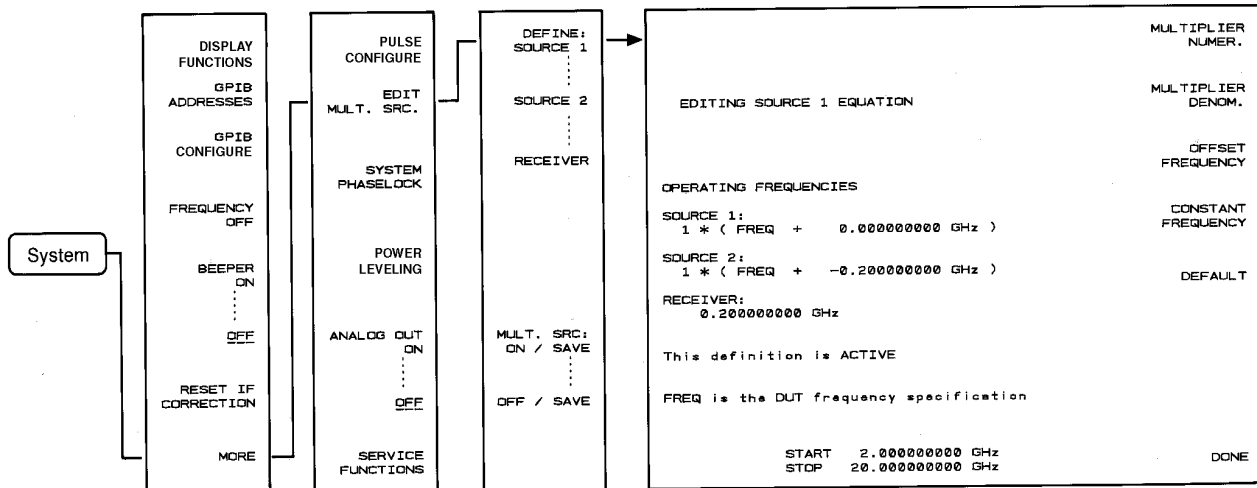 System
DISPLAY
FUNCTIONS
GPIB
ADDRESSES
GPIB
CONFIGURE
FREQUENCY
OFF
BEEPER
ON
OFF
RESET IF
CORRECTION
MORE
PULSE
CONFIGURE
EDIT
MULT. SRC.
SYSTEM
PHASELOCK
POWER
LEVELING
ANALOG OUT
ON
OFF
SERVICE
FUNCTIONS
DEFINE:
SOURCE 1
SOURCE 2
RECEIVER
MULT. SRC:
ON / SAVE
OFF / SAVE
EDITING SOURCE 1 EQUATION
OPERATING FREQUENCIES
SOURCE 1:
1 * ( FREQ + 0.000000000 GHz )
SOURCE 2:
1 * ( FREQ + -0.200000000 GHz )
RECEIVER:
0.200000000 GHz
This definition is ACTIVE
FREQ is the DUT frequency specification
START 2.000000000 GHz
STOP 20.000000000 GHz
MULTIPLIER
NUMER.
MULTIPLIER
DENOM.
OFFSET
FREQUENCY
CONSTANT
FREQUENCY
DEFAULT
DONE